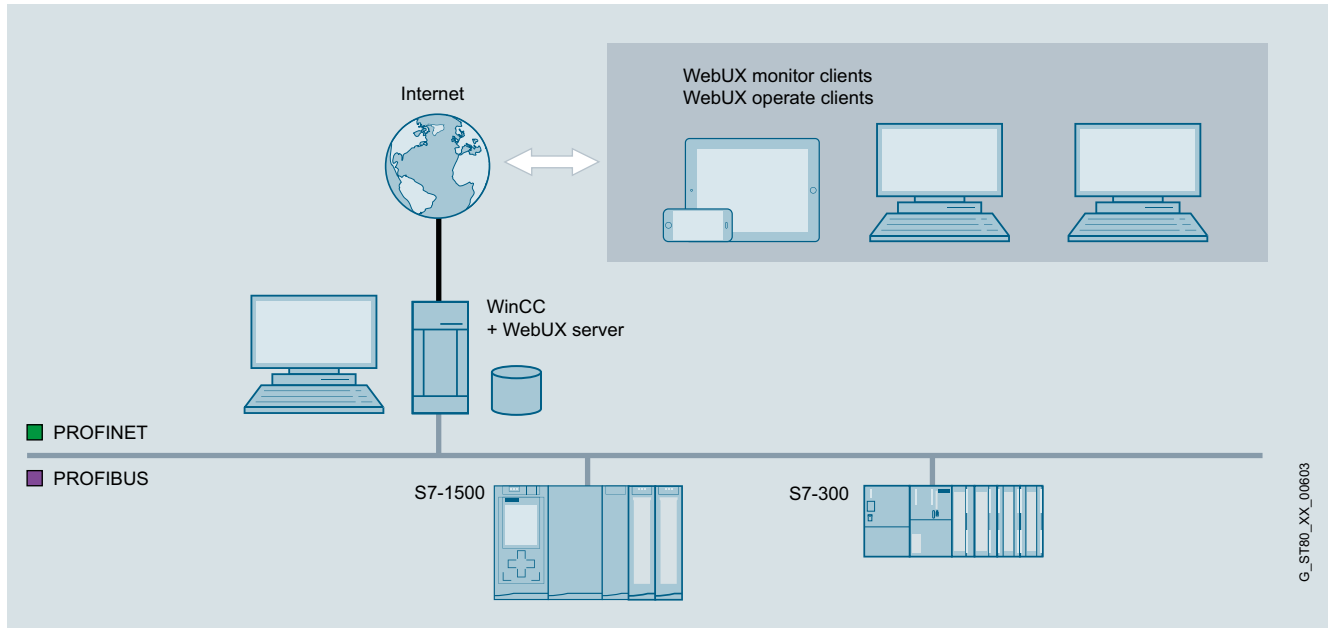 WebUX monitor clients
WebUX operate clients
Internet
WinCC
+ WebUX server
PROFINET
PROFIBUS
S7-1500
S7-300
G_ST80_XX_00603